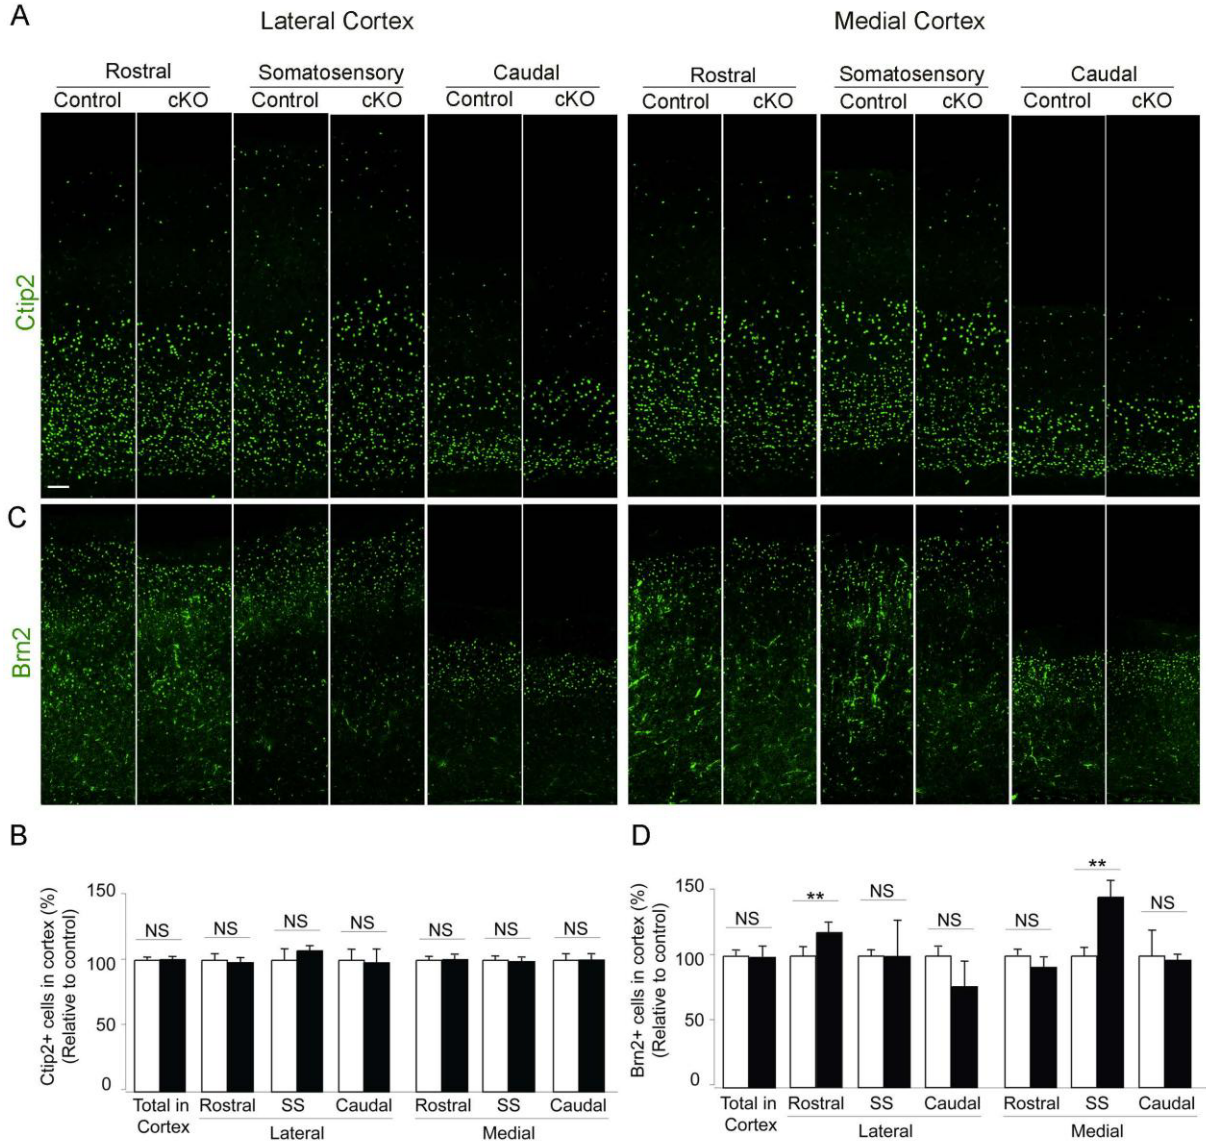 A
Lateral Cortex
Medial Cortex
Rostral
Somatosensory
Caudal
Rostral
Somatosensory
Caudal
Control
cKO
Control
cKO
Control
cKO
Control
cKO
Control
cKO
Control
cKO
Ctip2
C
Brn2
B
Ctip2+ cells in cortex (%)
(Relative to control)
150
100
50
0
NS
NS
NS
NS
NS
NS
NS
Total in
Cortex
Rostral
SS
Caudal
Rostral
SS
Caudal
Lateral
Medial
D
Brn2+ cells in cortex (%)
(Relative to control)
150
100
50
0
NS
**
NS
NS
NS
**
NS
Total in
Cortex
Rostral
SS
Caudal
Rostral
SS
Caudal
Lateral
Medial